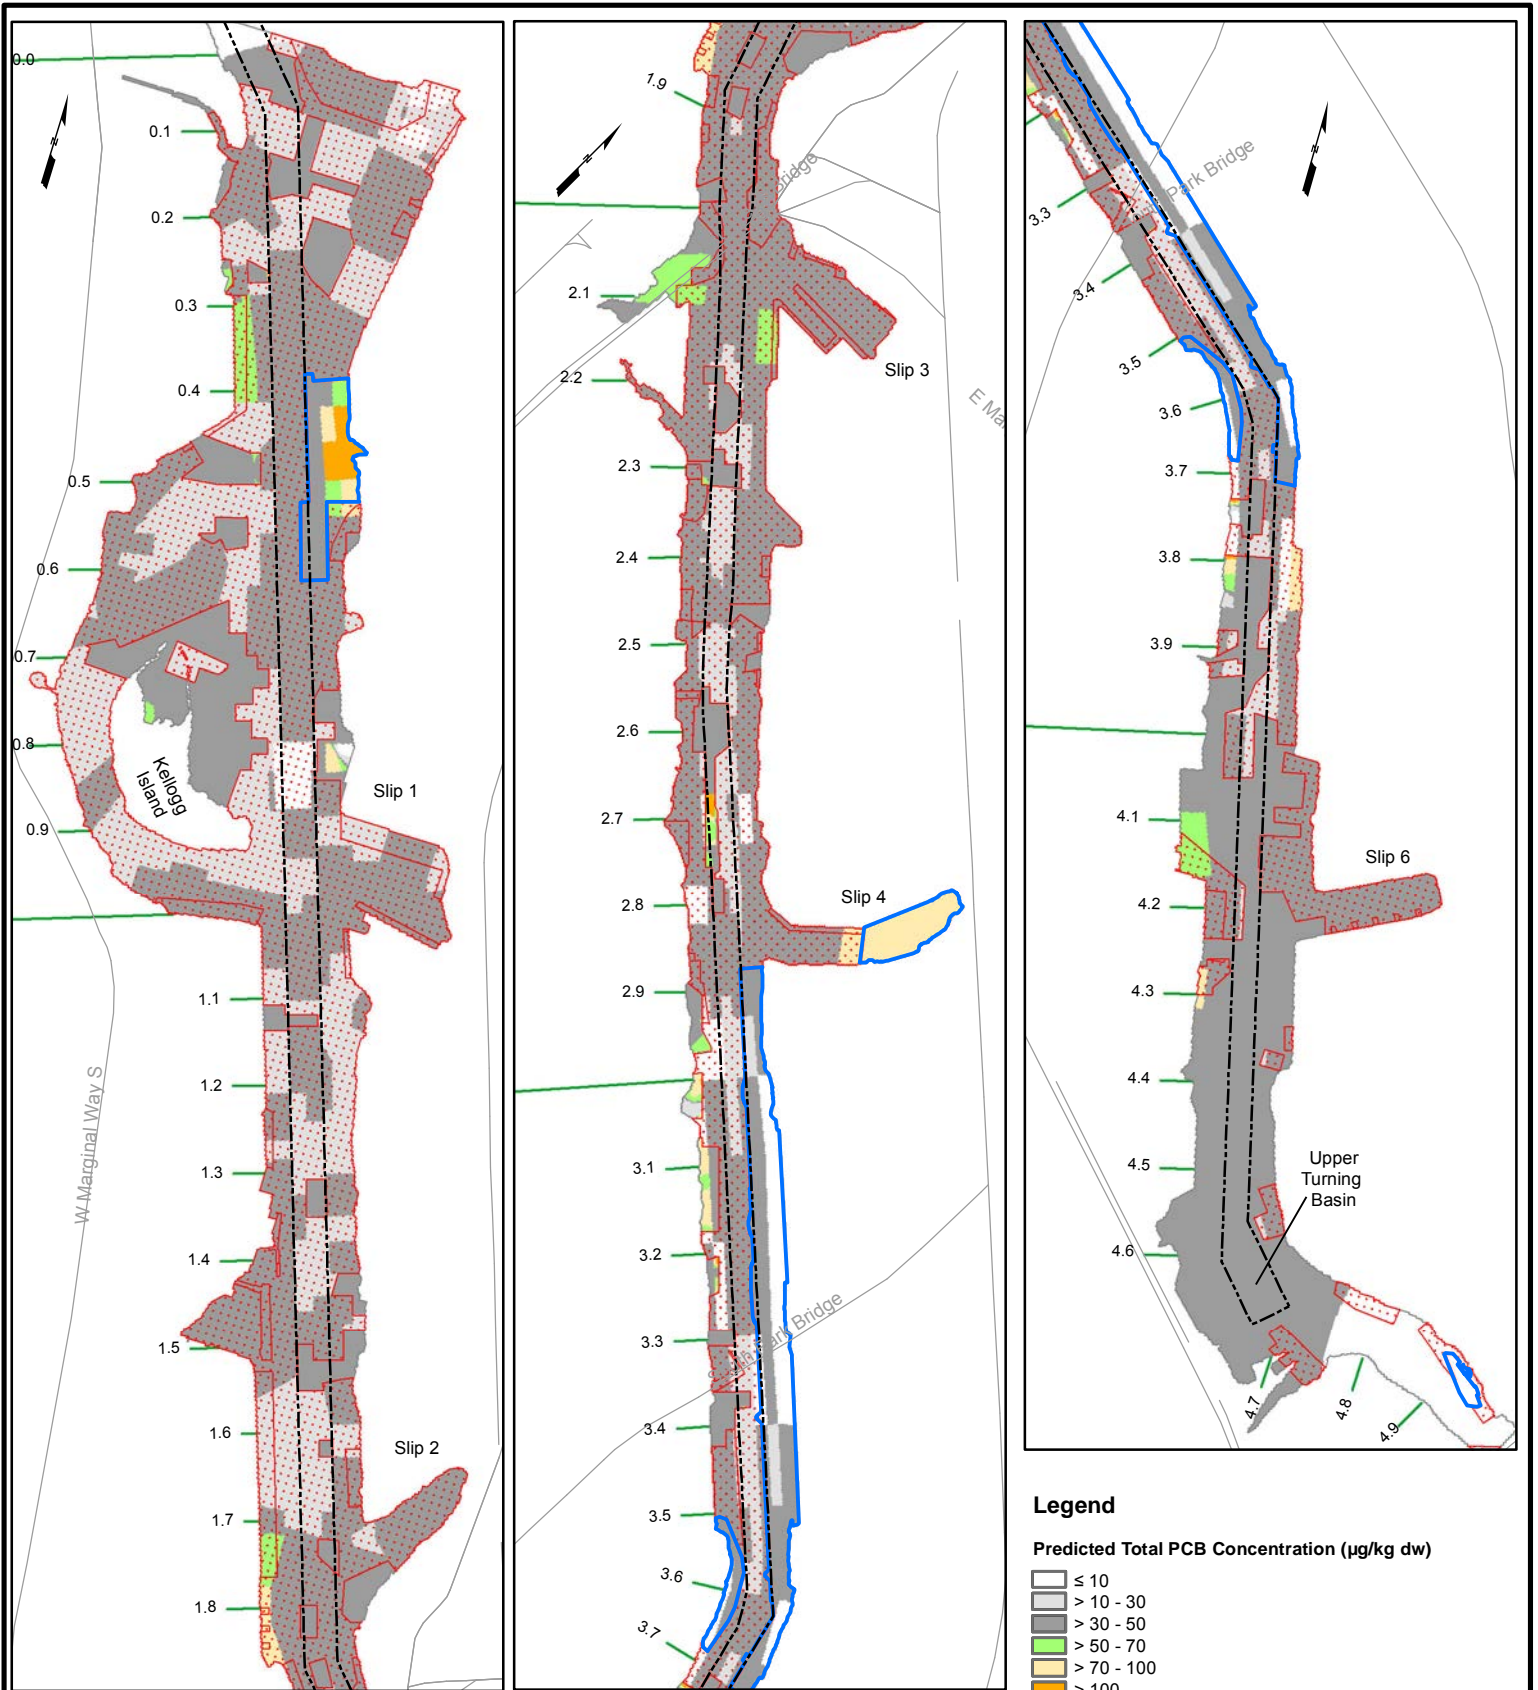 0.0
0.1
0.2
0.3
0.4
0.5
0.6
0.7
0.8
Kellogg
Island
Slip 1
0.9
1.1
1.2
W Marginal Way S
1.3
1.4
1.5
1.6
Slip 2
1.7
1.8
1.9
Bridge
2.1
Slip 3
2.2
E Mar
2.3
2.4
2.5
2.6
2.7
2.8
Slip 4
2.9
3.1
3.2
Park Bridge
3.3
3.4
3.5
3.6
3.7
Park Bridge
3.3
3.4
3.5
3.6
3.7
3.8
3.9
4.1
Slip 6
4.2
4.3
4.4
4.5
Upper
Turning
Basin
4.6
4.7
4.8
4.9
Legend
Predicted Total PCB Concentration (µg/kg dw)
≤ 10
> 10 - 30
> 30 - 50
> 50 - 70
> 70 - 100
> 100